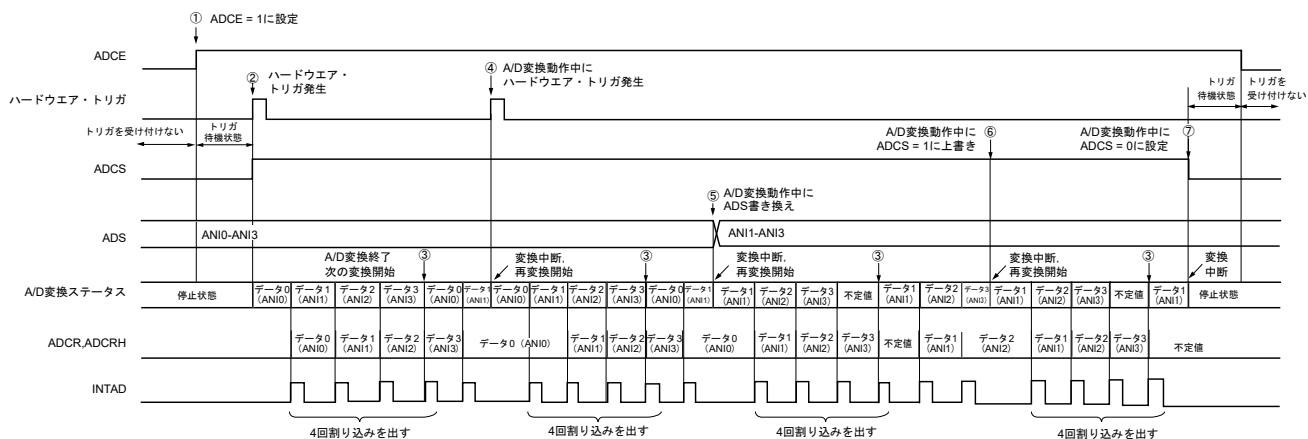 ① ADCE = 1に設定
ADCE
② ハードウエア・
トリガ発生
④ A/D変換動作中に
ハードウエア・トリガ発生
トリガ
待機状態
トリガを
受け付けない
ハードウエア・トリガ
トリガを受け付けない
トリガ
待機状態
A/D変換動作中に ⑥
ADCS = 1に上書き
A/D変換動作中に ⑦
ADCS = 0に設定
ADCS
⑤ A/D変換動作中に
ADS書き換え
ADS
ANI0-ANI3
ANI1-ANI3
A/D変換終了 ③
次の変換開始
変換中断,
再変換開始
③
変換中断,
再変換開始
③
変換中断,
再変換開始
③
変換
中断
A/D変換ステータス
停止状態
データ0
(ANI0)
データ1
(ANI1)
データ2
(ANI2)
データ3
(ANI3)
データ0
(ANI0)
データ1
(ANI1)
データ0
(ANI0)
データ1
(ANI1)
データ2
(ANI2)
データ3
(ANI3)
データ0
(ANI0)
データ1
(ANI1)
データ1
(ANI1)
データ2
(ANI2)
データ3
(ANI3)
不定値
データ1
(ANI1)
データ2
(ANI2)
データ3
(ANI3)
データ1
(ANI1)
データ2
(ANI2)
データ3
(ANI3)
不定値
データ1
(ANI1)
停止状態
ADCR,ADCRH
データ0
(ANI0)
データ1
(ANI1)
データ2
(ANI2)
データ3
(ANI3)
データ0 (ANI0)
データ1
(ANI1)
データ2
(ANI2)
データ3
(ANI3)
データ0
(ANI0)
データ1
(ANI1)
データ2
(ANI2)
データ3
(ANI3)
不定値
データ1
(ANI1)
データ2
(ANI2)
データ1
(ANI1)
データ2
(ANI2)
データ3
(ANI3)
不定値
INTAD
4回割り込みを出す
4回割り込みを出す
4回割り込みを出す
4回割り込みを出す